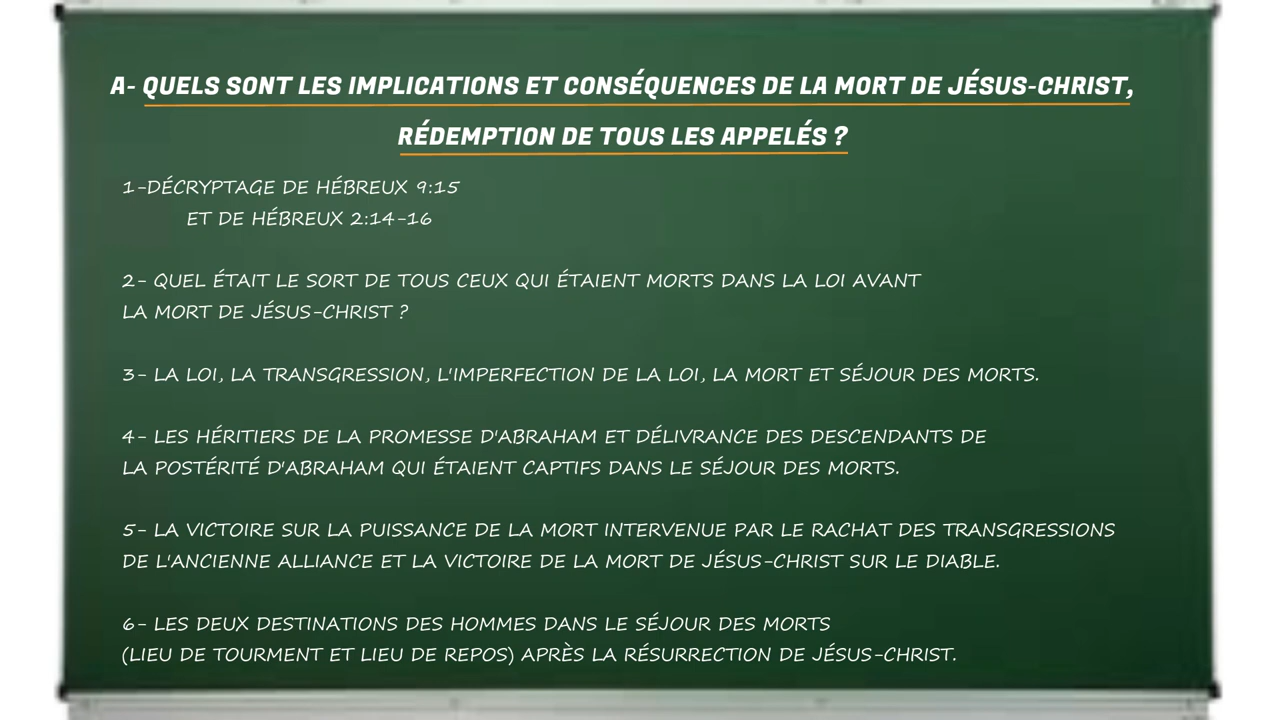 A- QUELS SONT LES IMPLICATIONS ET CONSÉQUENCES DE LA MORT DE JÉSUS-CHRIST,
RÉDEMPTION DE TOUS LES APPELÉS ?
1-DÉCRYPTAGE DE HÉBREUX 9:15
ET DE HÉBREUX 2:14-16
2- QUEL ÉTAIT LE SORT DE TOUS CEUX QUI ÉTAIENT MORTS DANS LA LOI AVANT
LA MORT DE JÉSUS-CHRIST ?
3- LA LOI, LA TRANSGRESSION, L'IMPERFECTION DE LA LOI, LA MORT ET SÉJOUR DES MORTS.
4- LES HÉRITIERS DE LA PROMESSE D'ABRAHAM ET DÉLIVRANCE DES DESCENDANTS DE
LA POSTÉRITÉ D'ABRAHAM QUI ÉTAIENT CAPTIFS DANS LE SÉJOUR DES MORTS.
5- LA VICTOIRE SUR LA PUISSANCE DE LA MORT INTERVENUE PAR LE RACHAT DES TRANSGRESSIONS
DE L'ANCIENNE ALLIANCE ET LA VICTOIRE DE LA MORT DE JÉSUS-CHRIST SUR LE DIABLE.
6- LES DEUX DESTINATIONS DES HOMMES DANS LE SÉJOUR DES MORTS
(LIEU DE TOURMENT ET LIEU DE REPOS) APRÈS LA RÉSURRECTION DE JÉSUS-CHRIST.